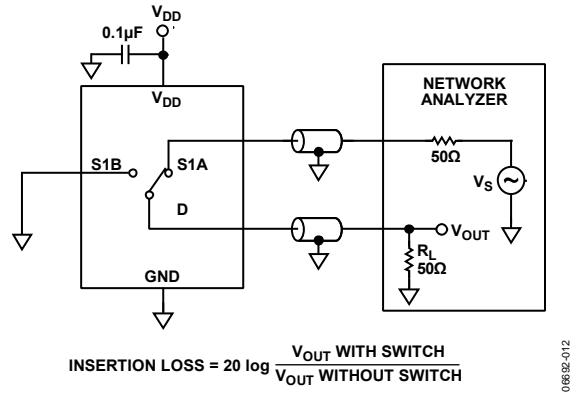 VDD
0.1µF
VDD
NETWORK
ANALYZER
S1B
S1A
50Ω
VS
D
VOUT
RL
50Ω
GND
INSERTION LOSS = 20 log VOUT WITH SWITCH
VOUT WITHOUT SWITCH
06692-012